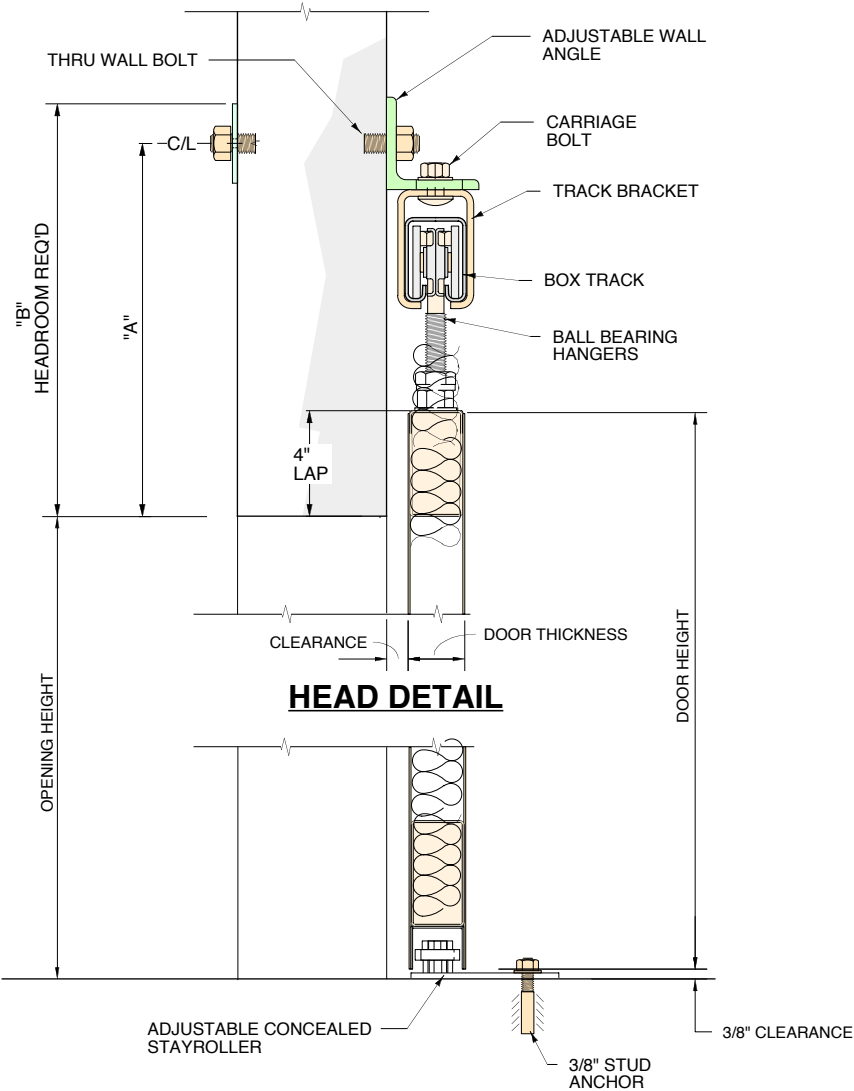 ADJUSTABLE WALL
ANGLE
THRU WALL BOLT
CARRIAGE
BOLT
C/L
TRACK BRACKET
BOX TRACK
"B"
HEADROOM REQ'D
"A"
BALL BEARING
HANGERS
4"
LAP
CLEARANCE
DOOR THICKNESS
HEAD DETAIL
OPENING HEIGHT
DOOR HEIGHT
ADJUSTABLE CONCEALED
STAYROLLER
3/8" CLEARANCE
3/8" STUD
ANCHOR